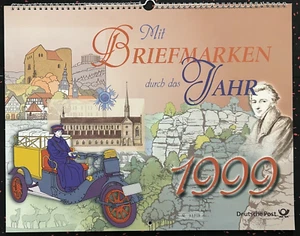 Mit
BRIEFMARKEN
durch das
JAHR
1999
Deutsche Post